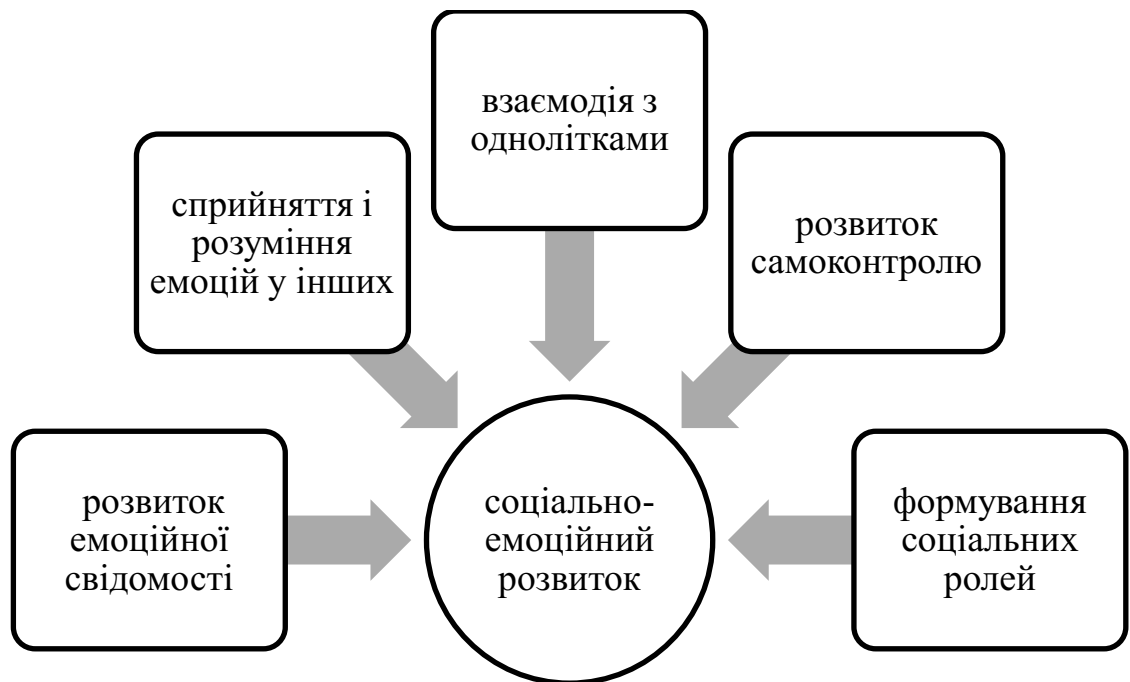 взаємодія з
однолітками
сприйняття і
розуміння
емоцій у інших
розвиток
самоконтролю
розвиток
емоційної
свідомості
соціально-
емоційний
розвиток
формування
соціальних
ролей